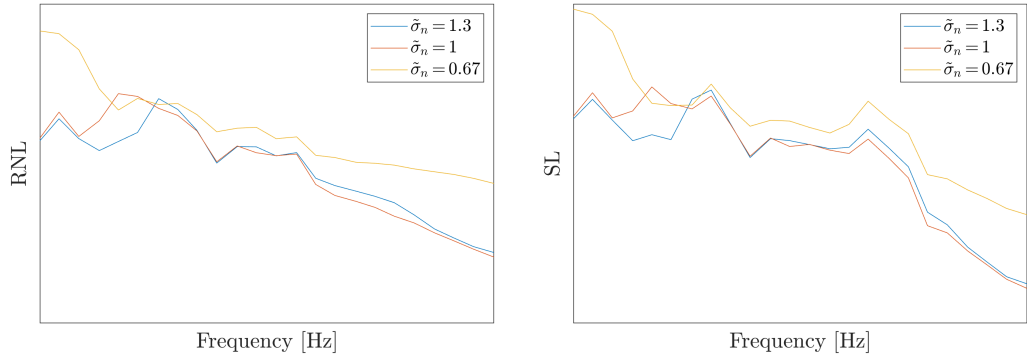 RNL
σ̃ₙ = 1.3
σ̃ₙ = 1
σ̃ₙ = 0.67
Frequency [Hz]
SL
σ̃ₙ = 1.3
σ̃ₙ = 1
σ̃ₙ = 0.67
Frequency [Hz]